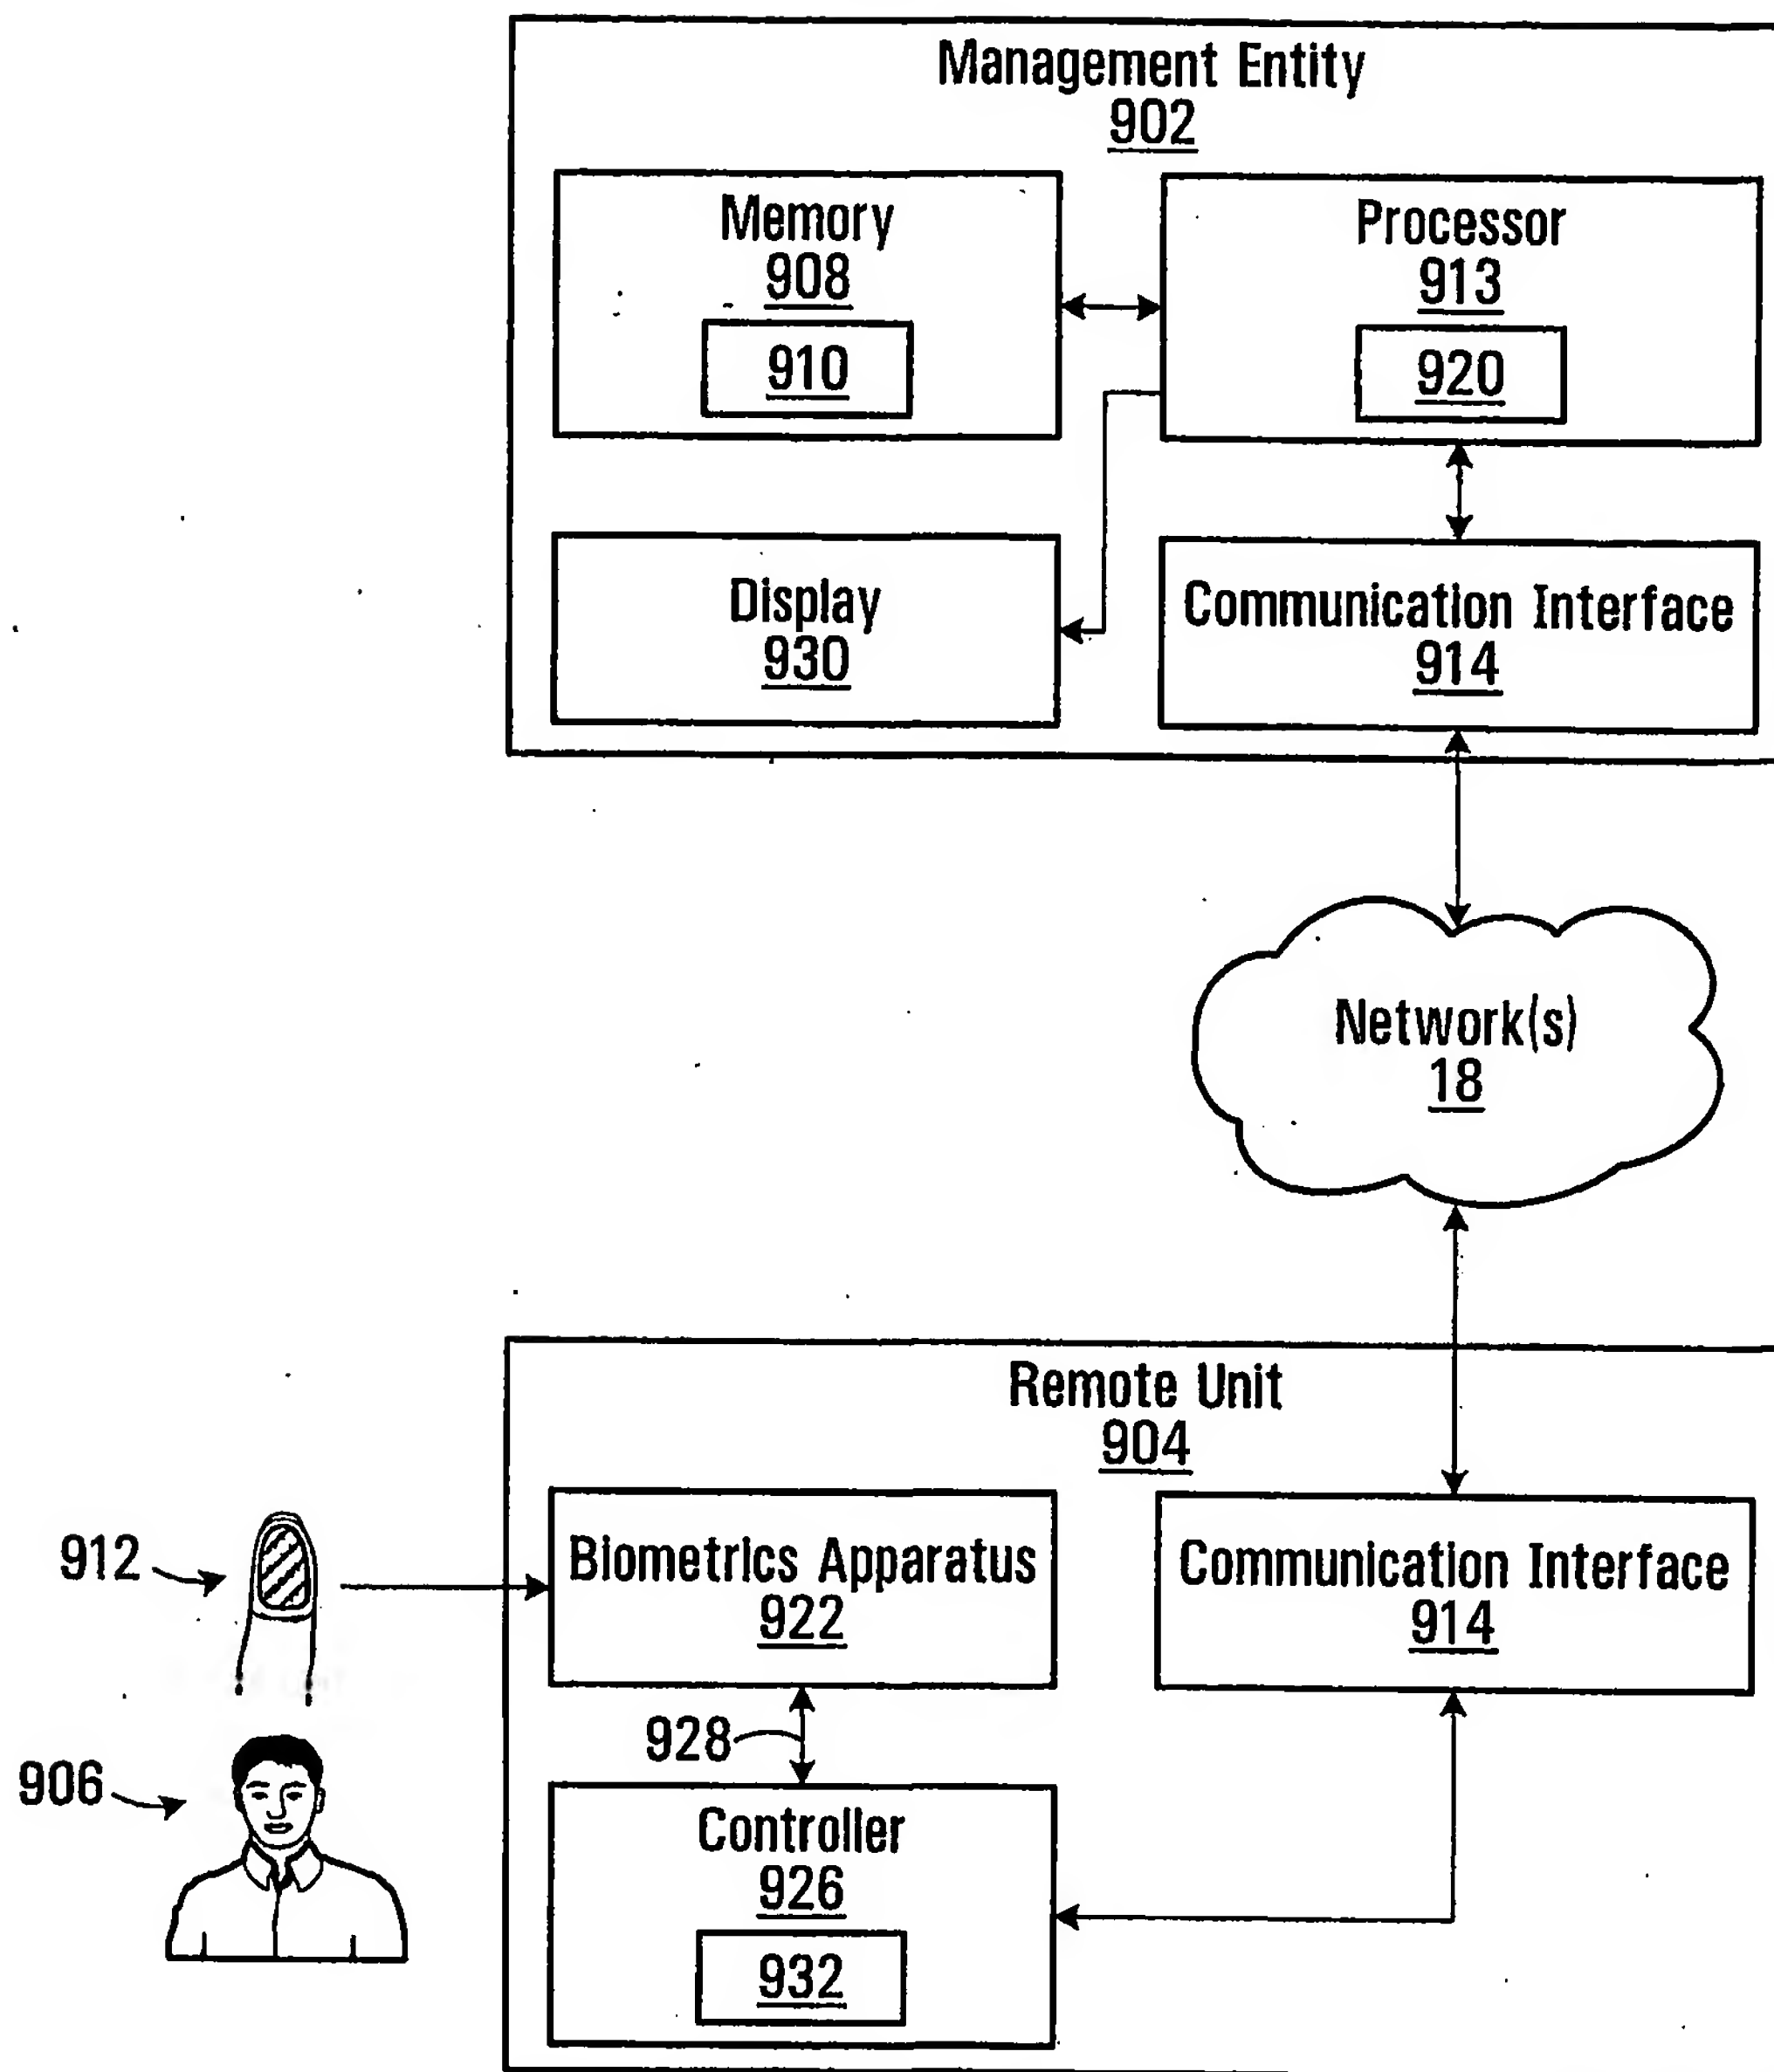 Management Entity
902
Memory
908
910
Processor
913
920
Display
930
Communication Interface
914
Network(s)
18
Remote Unit
904
912
Biometrics Apparatus
922
Communication Interface
914
928
906
Controller
926
932